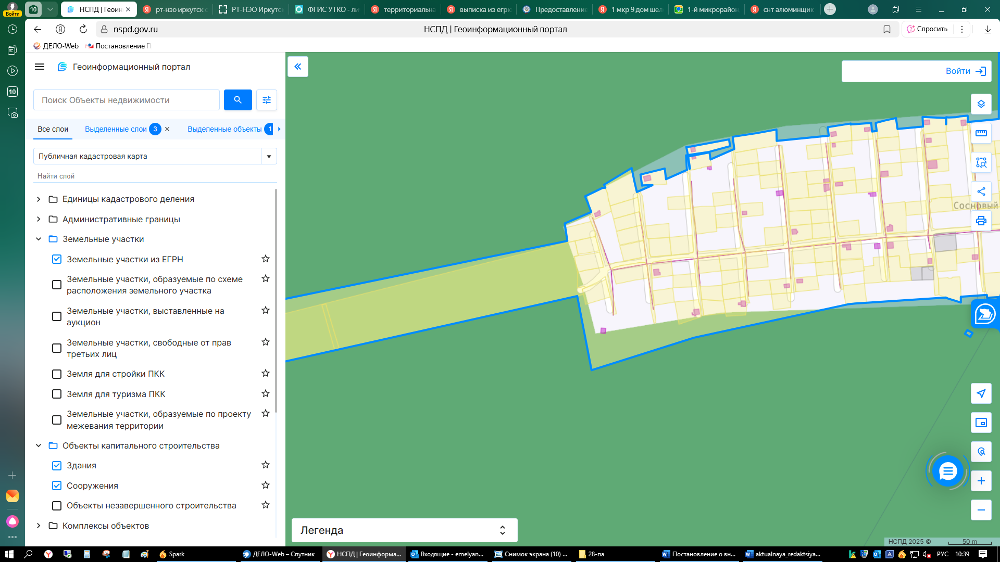 Войти
10
НСПД | Геоин
рт-нэо иркутск с
РТ-НЭО Иркутск
ФГИС УТКО - ли
территориальна
выписка из егрн
Предоставление
1 мкр 9 дом шел
1-й микрорайон
снт алюминщик
nspd.gov.ru
НСПД | Геоинформационный портал
Спросить
ДЕЛО-Web
Постановление П
10
Геоинформационный портал
Войти
Поиск Объекты недвижимости
Все слои
Выделенные слои 3
Выделенные объекты 1
Публичная кадастровая карта
Найти слой
Единицы кадастрового деления
Административные границы
Земельные участки
Земельные участки из ЕГРН
Земельные участки, образуемые по схеме
расположения земельного участка
Земельные участки, выставленные на
аукцион
Земельные участки, свободные от прав
третьих лиц
Земля для стройки ПКК
Земля для туризма ПКК
Земельные участки, образуемые по проекту
межевания территории
Объекты капитального строительства
Здания
Сооружения
Объекты незавершенного строительства
Комплексы объектов
Сосновый
Легенда
НСПД 2025 ©
50 m
Spark
ДЕЛО-Web – Спутник
НСПД | Геоинформа...
Входящие - emelyan...
Снимок экрана (10) ...
28-па
Постановление о вн...
aktualnaya_redaktsiya...
РУС
10:39